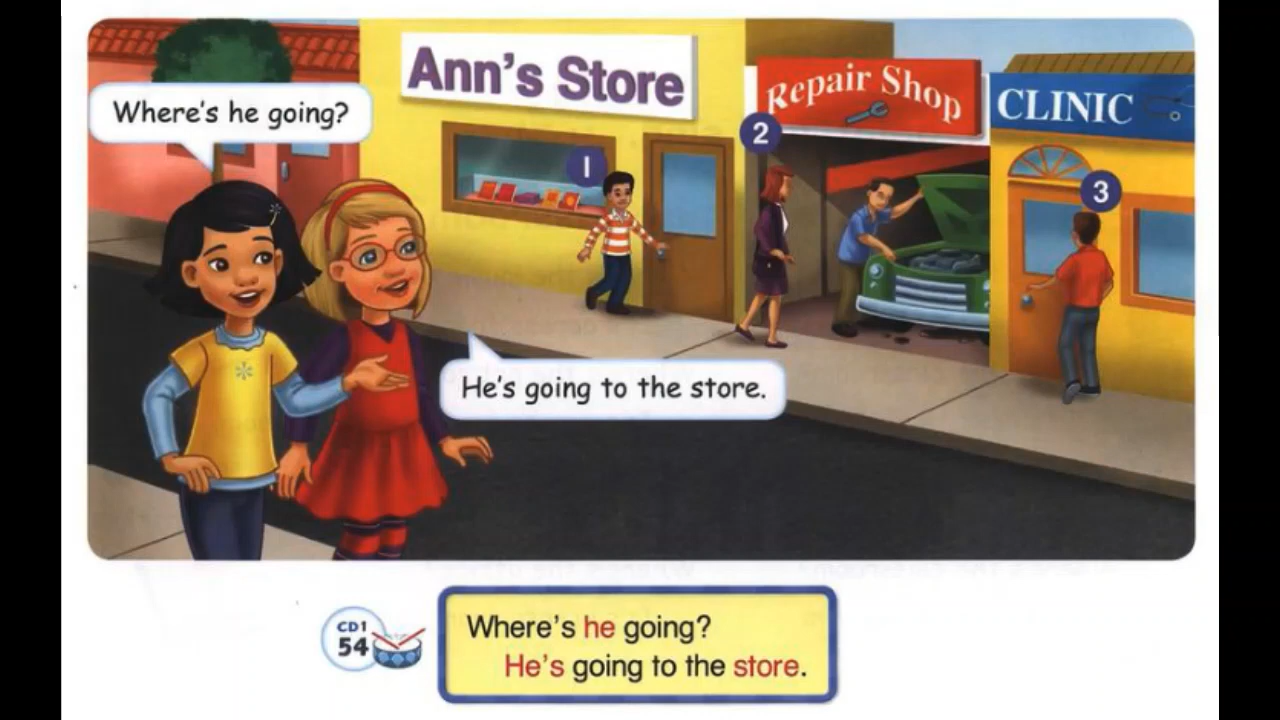 Where's he going?
Ann's Store
Repair Shop
CLINIC
1
2
3
He's going to the store.
CD1
54
Where's he going?
He's going to the store.